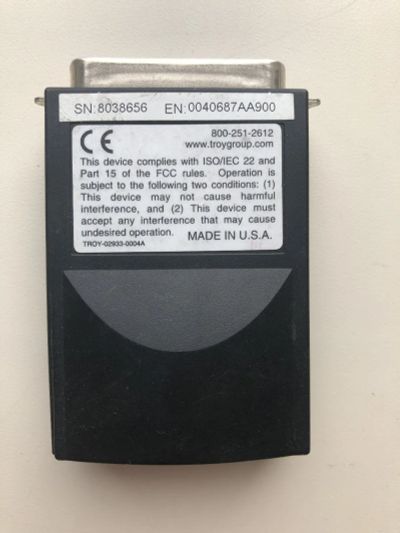 SN:8038656 EN:0040687AA900
CE 800-251-2612
www.troygroup.com
This device complies with ISO/IEC 22 and
Part 15 of the FCC rules. Operation is
subject to the following two conditions: (1)
This device may not cause harmful
interference, and (2) This device must
accept any interference that may cause
undesired operation. MADE IN U.S.A.
TROY-02933-0004A